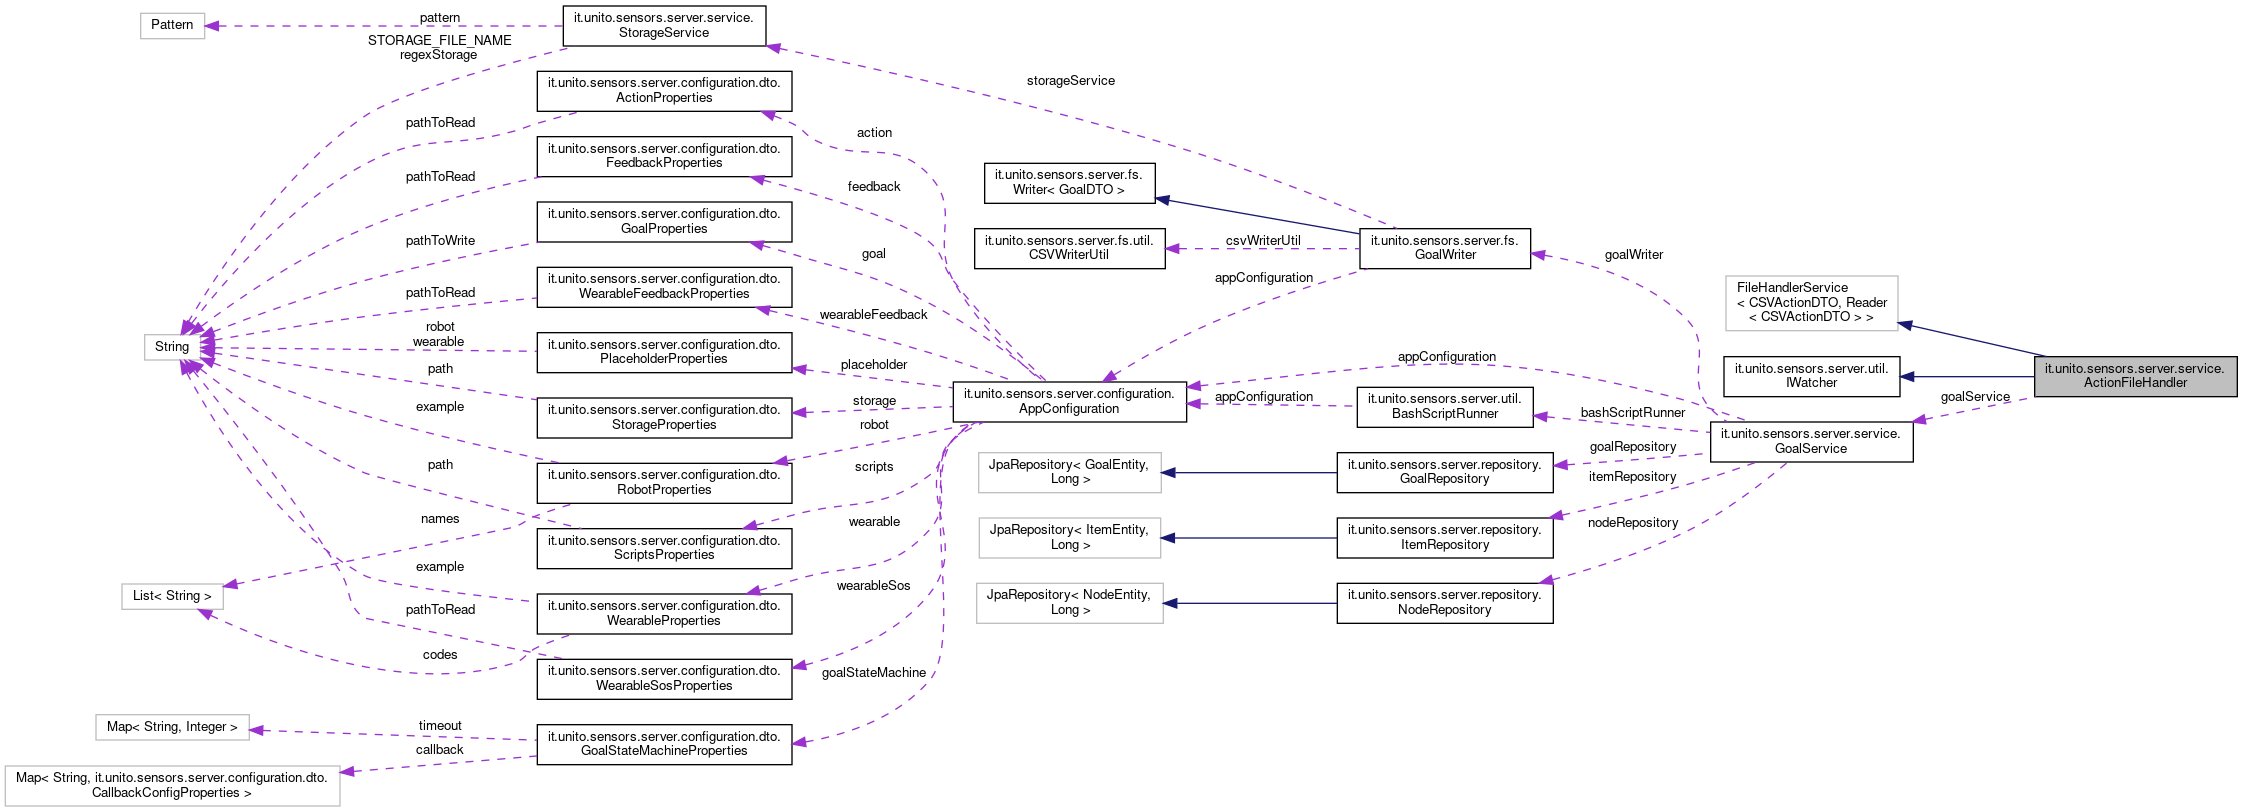 Pattern
String
List< String >
Map< String, Integer >
Map< String, it.unito.sensors.server.configuration.dto.
CallbackConfigProperties >
pattern
STORAGE_FILE_NAME
regexStorage
pathToRead
pathToRead
pathToWrite
pathToRead
robot
wearable
path
example
path
names
example
pathToRead
codes
timeout
callback
it.unito.sensors.server.service.
StorageService
it.unito.sensors.server.configuration.dto.
ActionProperties
it.unito.sensors.server.configuration.dto.
FeedbackProperties
it.unito.sensors.server.configuration.dto.
GoalProperties
it.unito.sensors.server.configuration.dto.
WearableFeedbackProperties
it.unito.sensors.server.configuration.dto.
PlaceholderProperties
it.unito.sensors.server.configuration.dto.
StorageProperties
it.unito.sensors.server.configuration.dto.
RobotProperties
it.unito.sensors.server.configuration.dto.
ScriptsProperties
it.unito.sensors.server.configuration.dto.
WearableProperties
it.unito.sensors.server.configuration.dto.
WearableSosProperties
it.unito.sensors.server.configuration.dto.
GoalStateMachineProperties
action
feedback
goal
wearableFeedback
placeholder
storage
robot
scripts
wearable
wearableSos
goalStateMachine
storageService
it.unito.sensors.server.fs.
Writer< GoalDTO >
it.unito.sensors.server.fs.util.
CSVWriterUtil
it.unito.sensors.server.configuration.
AppConfiguration
JpaRepository< GoalEntity,
Long >
JpaRepository< ItemEntity,
Long >
JpaRepository< NodeEntity,
Long >
csvWriterUtil
appConfiguration
appConfiguration
appConfiguration
it.unito.sensors.server.fs.
GoalWriter
it.unito.sensors.server.util.
BashScriptRunner
it.unito.sensors.server.repository.
GoalRepository
it.unito.sensors.server.repository.
ItemRepository
it.unito.sensors.server.repository.
NodeRepository
goalWriter
bashScriptRunner
goalRepository
itemRepository
nodeRepository
FileHandlerService
< CSVActionDTO, Reader
< CSVActionDTO > >
it.unito.sensors.server.util.
IWatcher
it.unito.sensors.server.service.
GoalService
goalService
it.unito.sensors.server.service.
ActionFileHandler